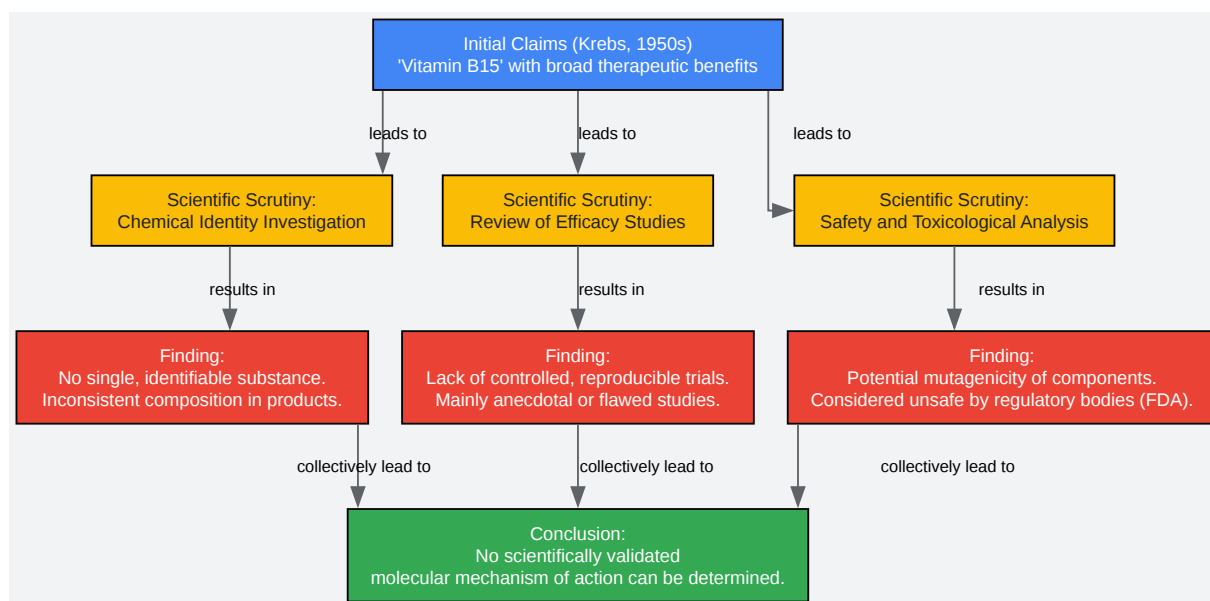 Initial Claims (Krebs, 1950s)
'Vitamin B15' with broad therapeutic benefits
leads to
leads to
leads to
Scientific Scrutiny:
Chemical Identity Investigation
Scientific Scrutiny:
Review of Efficacy Studies
Scientific Scrutiny:
Safety and Toxicological Analysis
results in
results in
results in
Finding:
No single, identifiable substance.
Inconsistent composition in products.
Finding:
Lack of controlled, reproducible trials.
Mainly anecdotal or flawed studies.
Finding:
Potential mutagenicity of components.
Considered unsafe by regulatory bodies (FDA).
collectively lead to
collectively lead to
collectively lead to
Conclusion:
No scientifically validated
molecular mechanism of action can be determined.